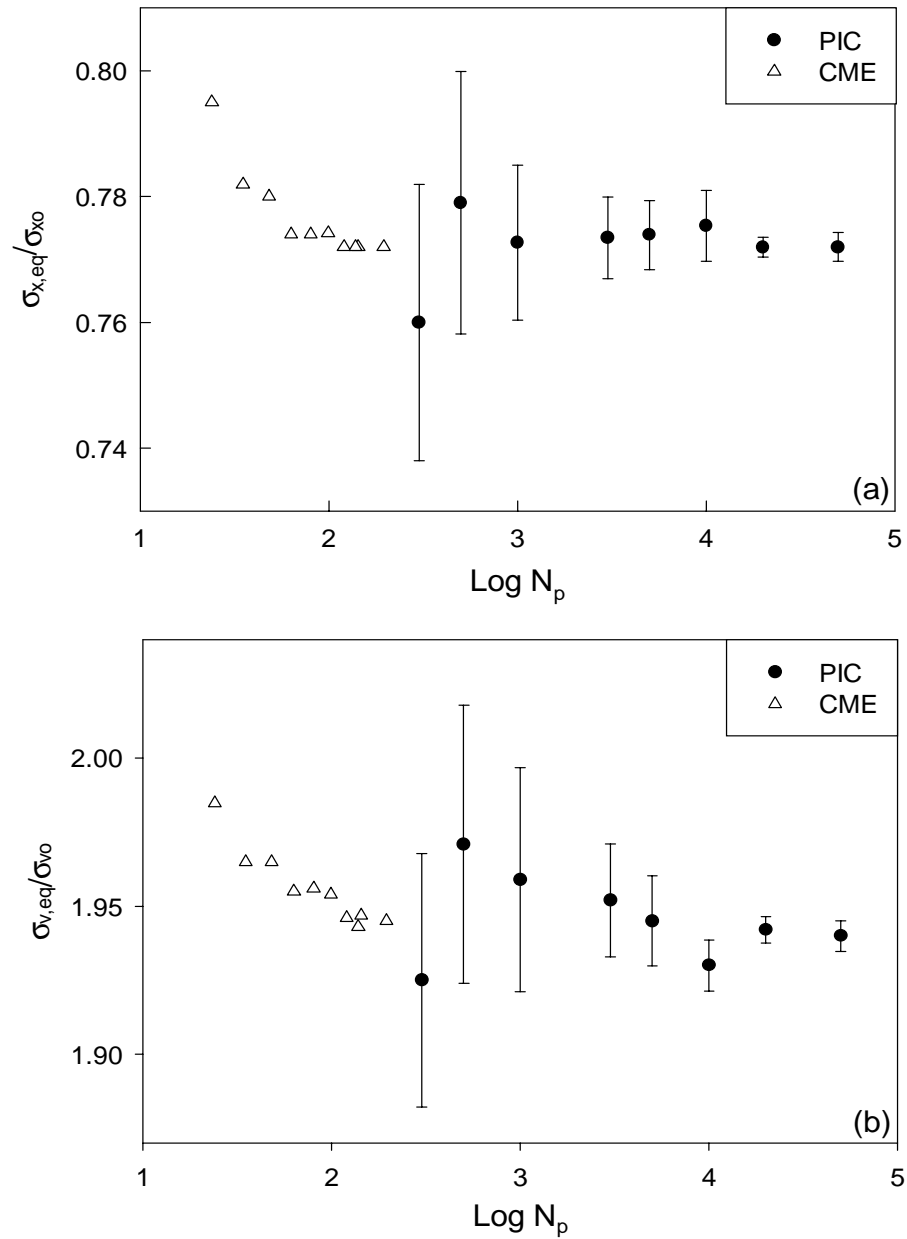 PIC
CME
0.80
0.78
0.76
0.74
σx,eq/σxo
1 2 3 4 5
(a)
Log Np
PIC
CME
2.00
1.95
1.90
σv,eq/σvo
1 2 3 4 5
(b)
Log Np